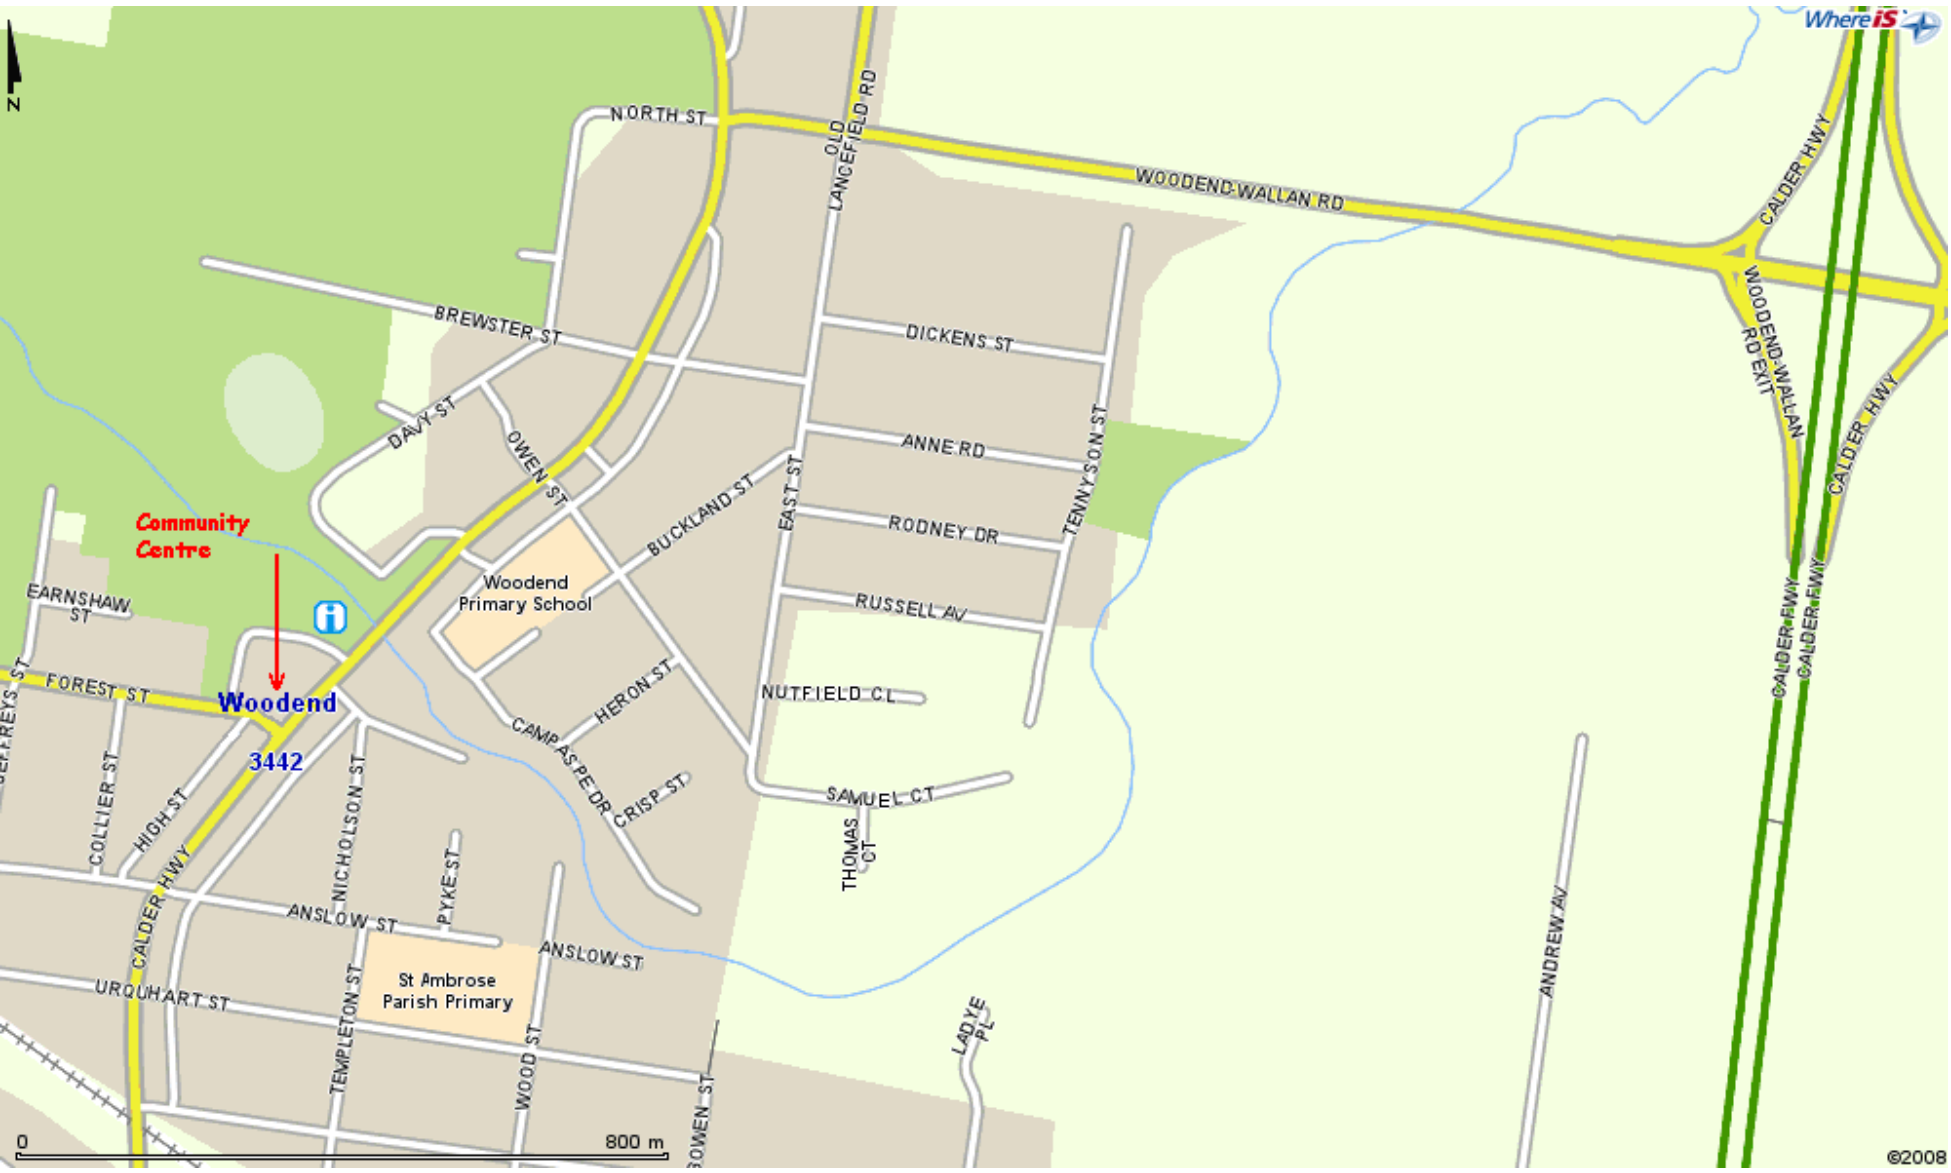 Where iS
N
NORTH ST
OLD
LANCEFIELD RD
WOODEND-WALLAN RD
CALDER HWY
BREWSTER ST
DICKENS ST
WOODEND-WALLAN
RD EXIT
CALDER HWY
DAVY ST
OWEN ST
ANNE RD
TENNYSON ST
BUCKLAND ST
EAST ST
RODNEY DR
Community
Centre
Woodend
Primary School
EARNSHAW
ST
RUSSELL AV
CALDER FWY
CALDER FWY
FOREST ST
Woodend
3442
HERON ST
NUTFIELD CL
CAMPASPE DR
CRISP ST
SAMUEL CT
THOMAS
CT
COLLIER ST
HIGH ST
NICHOLSON ST
PYKE ST
CALDER HWY
ANSLOW ST
ANSLOW ST
St Ambrose
Parish Primary
URQUHART ST
TEMPLETON ST
WOOD ST
LADYE
PL
ANDREW AV
0
800 m
©2008